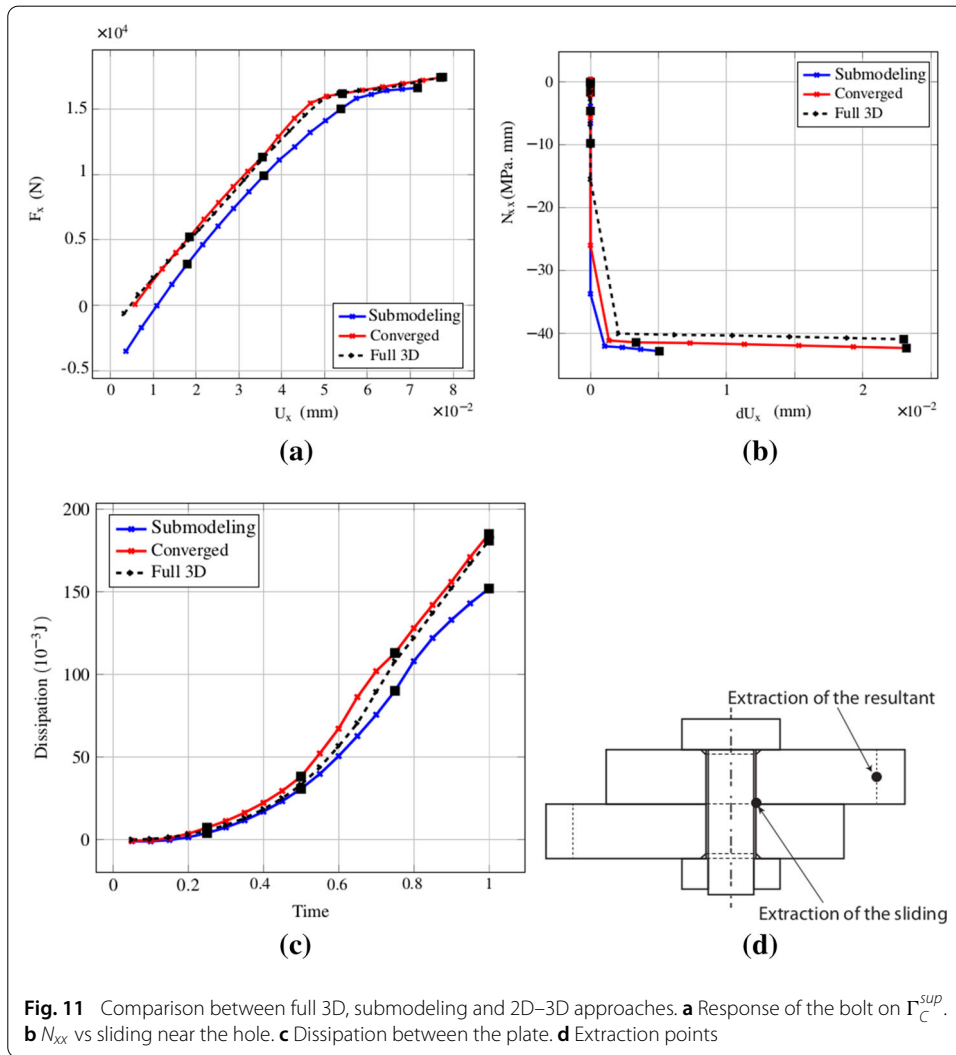 ×10⁴
1.5
1.0
0.5
0
-0.5
F_x (N)
0 1 2 3 4 5 6 7 8
U_x (mm)
×10⁻²
Submodeling
Converged
Full 3D
(a)
0
−10
−20
−30
−40
N_xx (MPa. mm)
0 1 2
dU_x (mm)
×10⁻²
Submodeling
Converged
Full 3D
(b)
200
150
100
50
0
Dissipation (10⁻³J)
0 0.2 0.4 0.6 0.8 1
Time
Submodeling
Converged
Full 3D
(c)
Extraction of the resultant
Extraction of the sliding
(d)
Fig. 11 Comparison between full 3D, submodeling and 2D–3D approaches. a Response of the bolt on Γ_C^sup.
b N_xx vs sliding near the hole. c Dissipation between the plate. d Extraction points